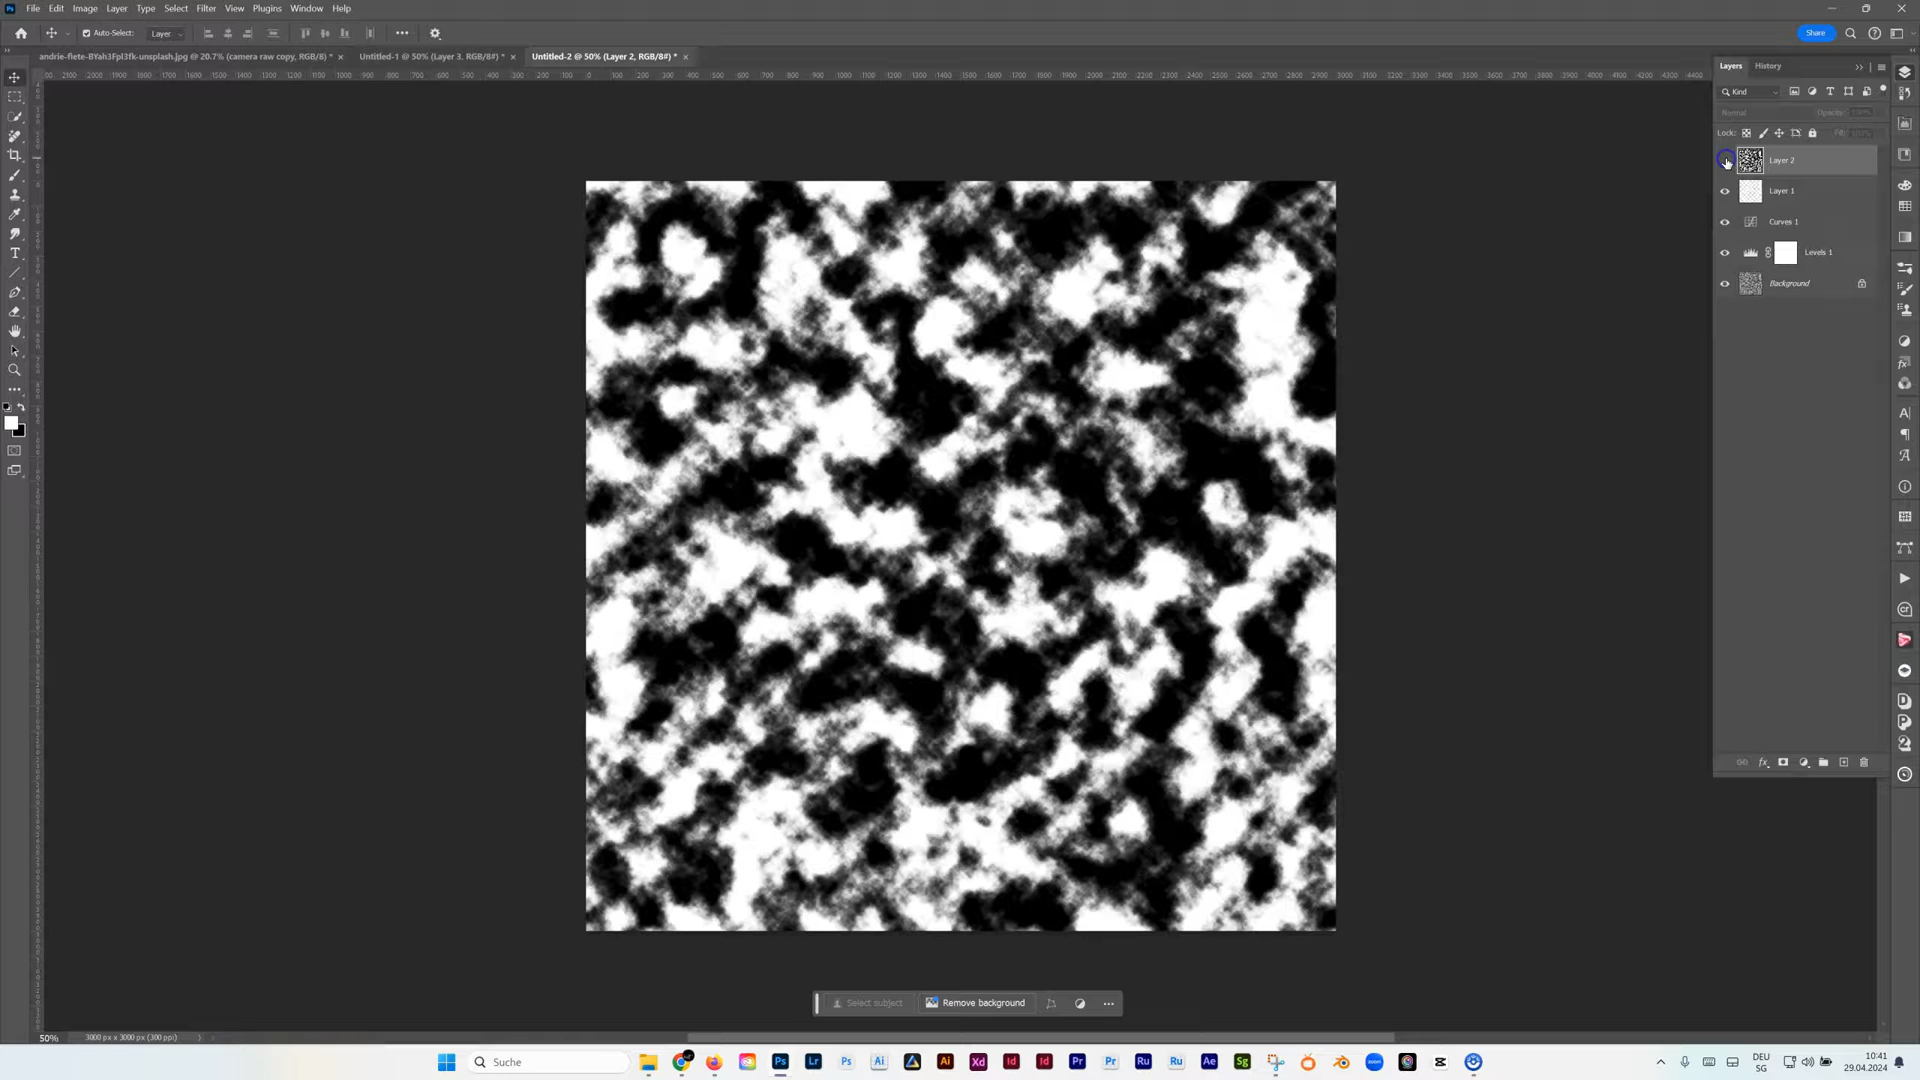 File Edit Image Layer Type Select Filter View Plugins Window Help
Auto-Select: Layer Share
andrie-fiete-BYah3Fpl3fk-unsplash.jpg @ 20.7% (camera raw copy, RGB/8) * Untitled-1 @ 50% (Layer 3, RGB/8#) * Untitled-2 @ 50% (Layer 2, RGB/8#) *
Layers History
Kind
Normal Opacity:
Lock: Fill:
Layer 2
Layer 1
Curves 1
Levels 1
Background
Select subject Remove background
50% 3000 px x 3000 px (300 ppi)
Suche
DEU
SG
10:41
29.04.2024